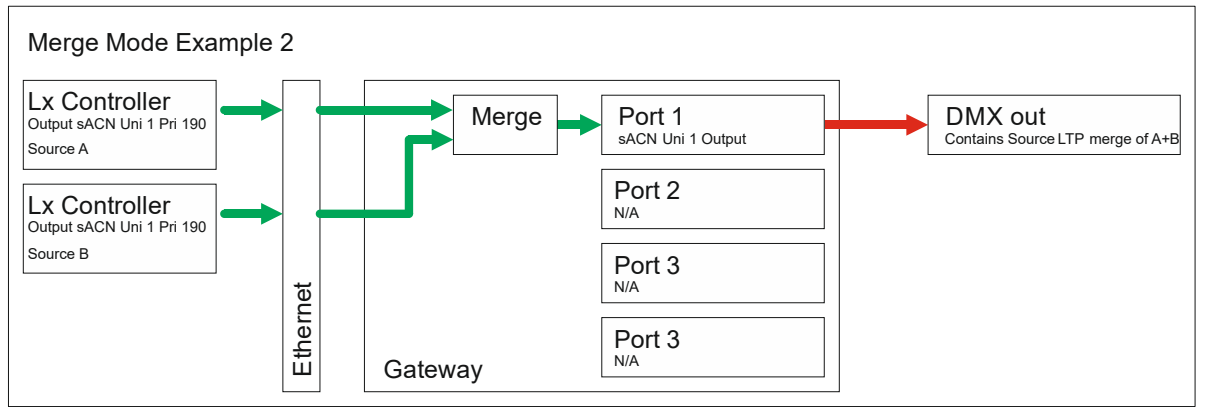 Merge Mode Example 2
Lx Controller
Output sACN Uni 1 Pri 190
Source A
Lx Controller
Output sACN Uni 1 Pri 190
Source B
Ethernet
Gateway
Merge
Port 1
sACN Uni 1 Output
Port 2
N/A
Port 3
N/A
Port 3
N/A
DMX out
Contains Source LTP merge of A+B